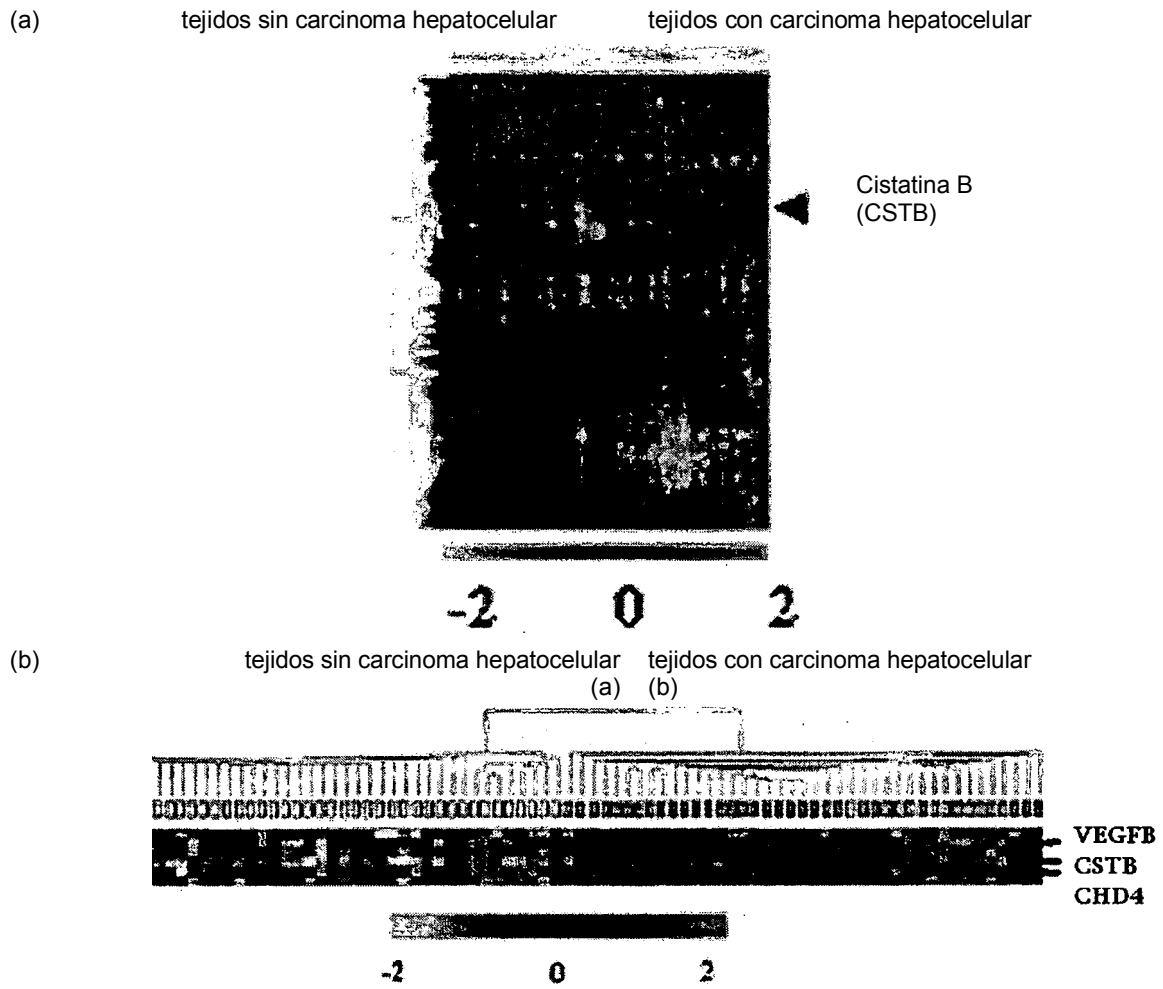 (a) tejidos sin carcinoma hepatocelular tejidos con carcinoma hepatocelular
Cistatina B
(CSTB)
-2 0 2
(b) tejidos sin carcinoma hepatocelular tejidos con carcinoma hepatocelular
(a) (b)
VEGFB
CSTB
CHD4
-2 0 2